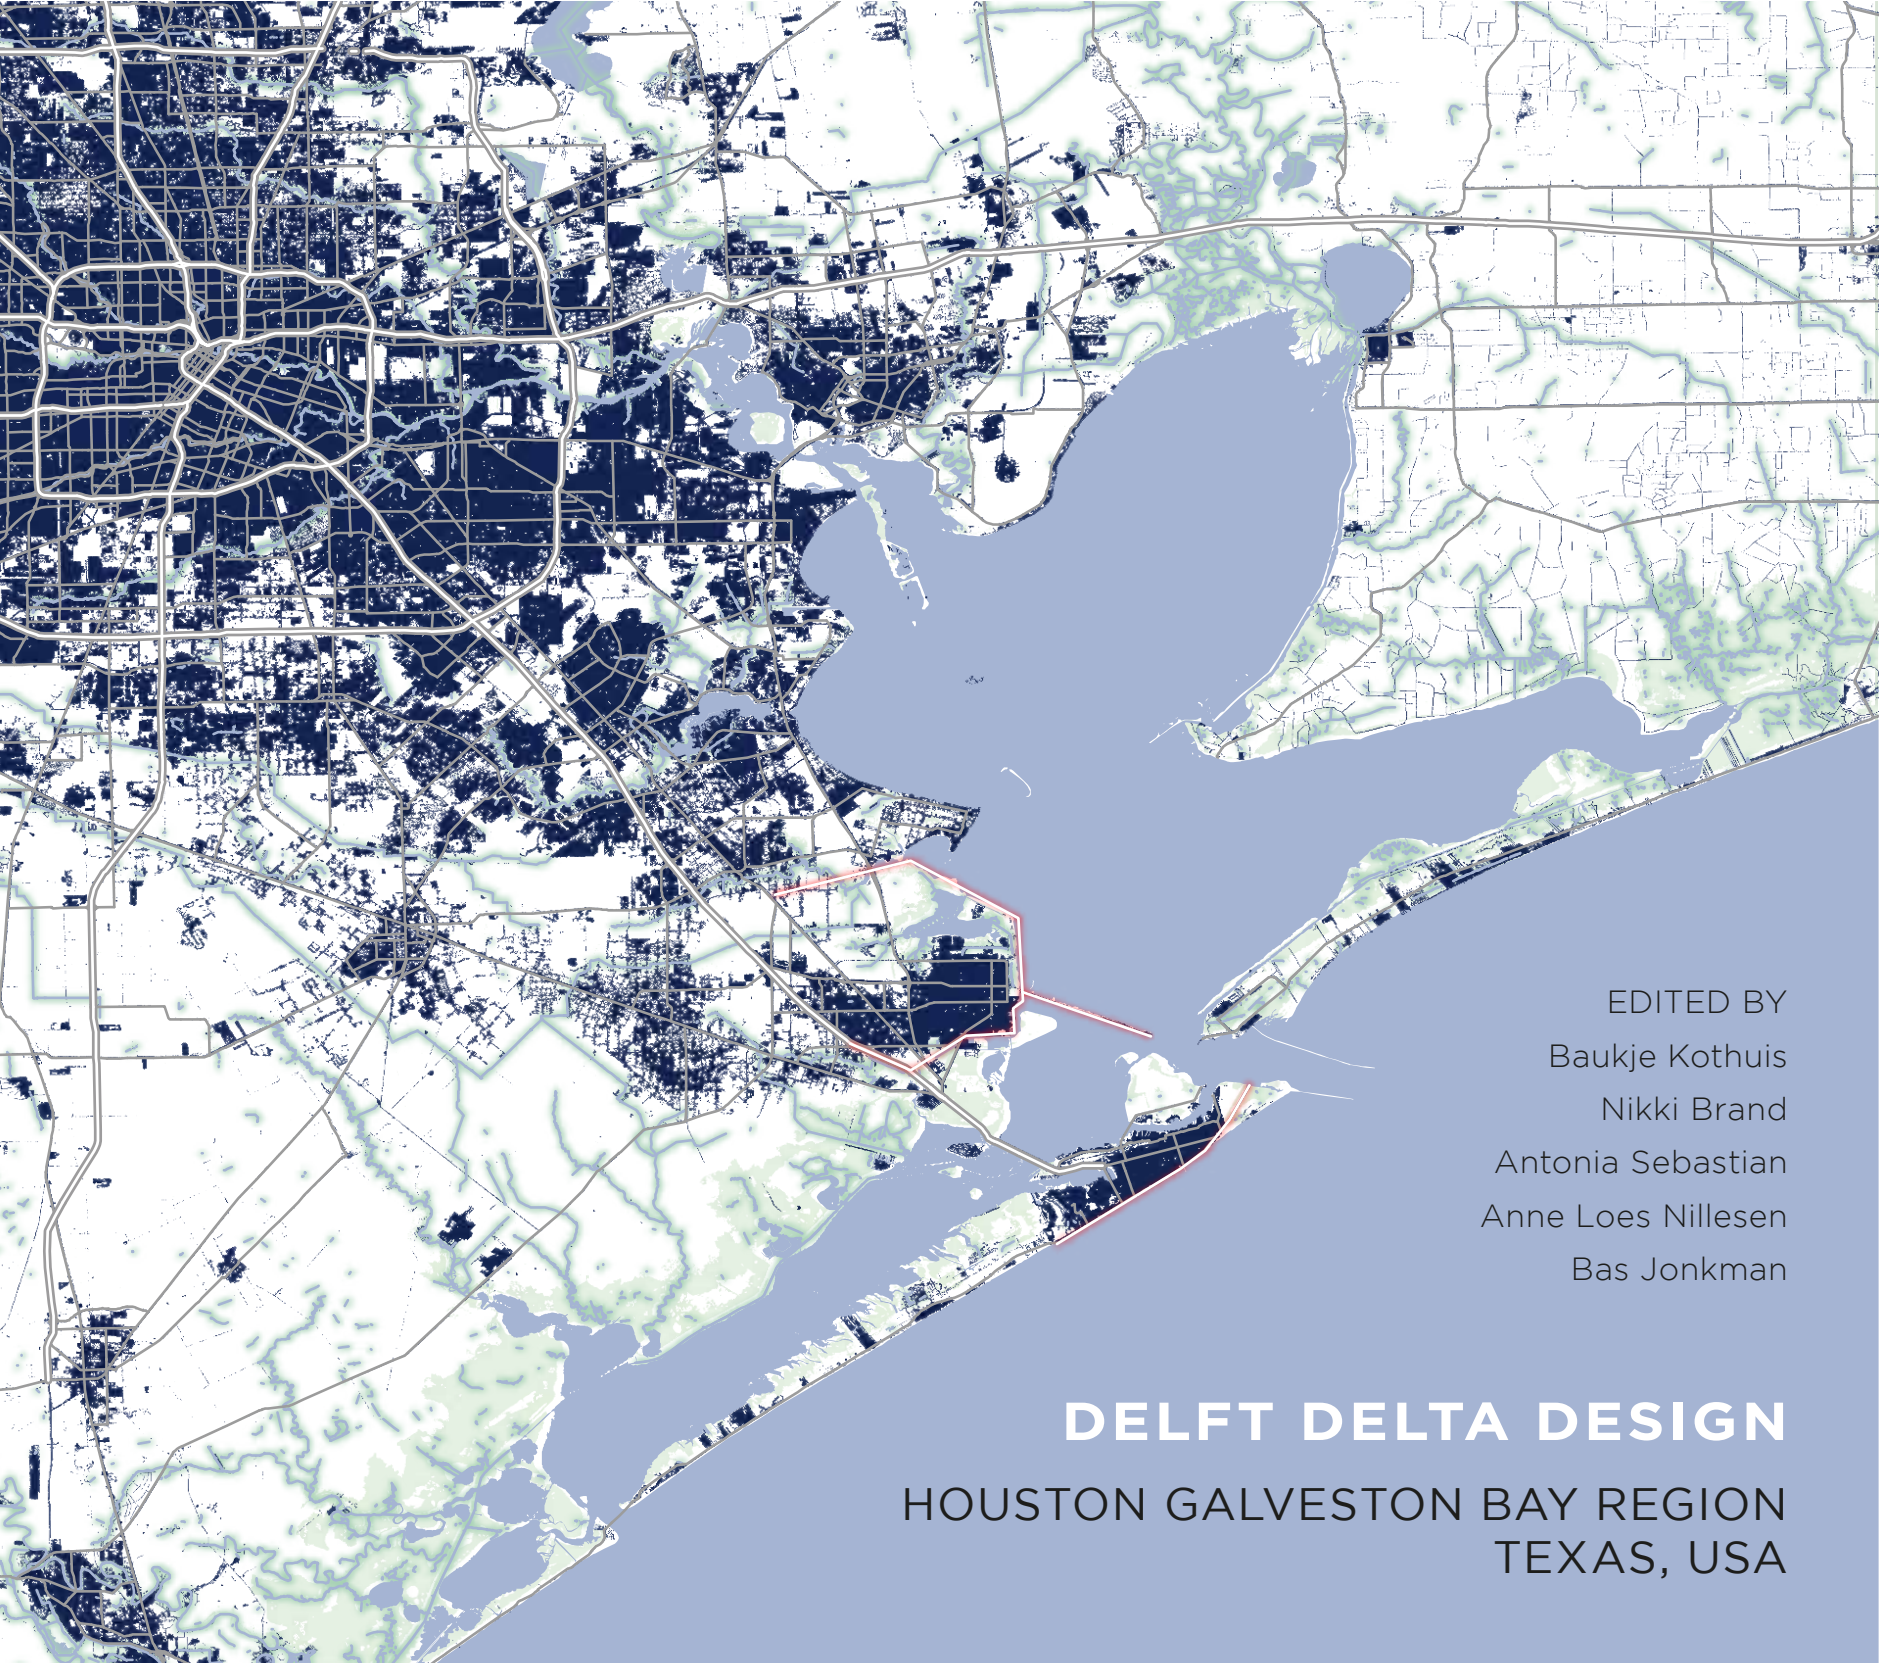 EDITED BY
Baukje Kothuis
Nikki Brand
Antonia Sebastian
Anne Loes Nillesen
Bas Jonkman
DELFT DELTA DESIGN
HOUSTON GALVESTON BAY REGION
TEXAS, USA